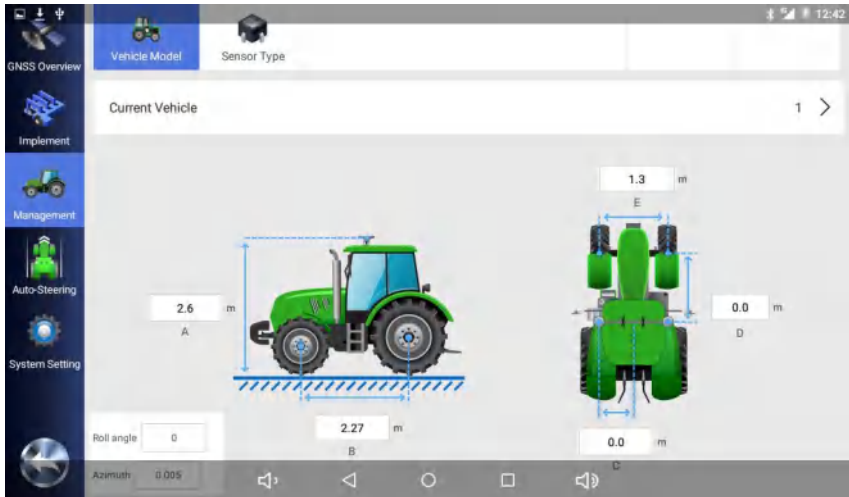 12:42
GNSS Overview
Implement
Management
Auto-Steering
System Setting
Vehicle Model
Sensor Type
Current Vehicle
1
2.6 m
A
2.27 m
B
1.3 m
E
0.0 m
D
0.0 m
C
Roll angle 0
Azimuth 0.005